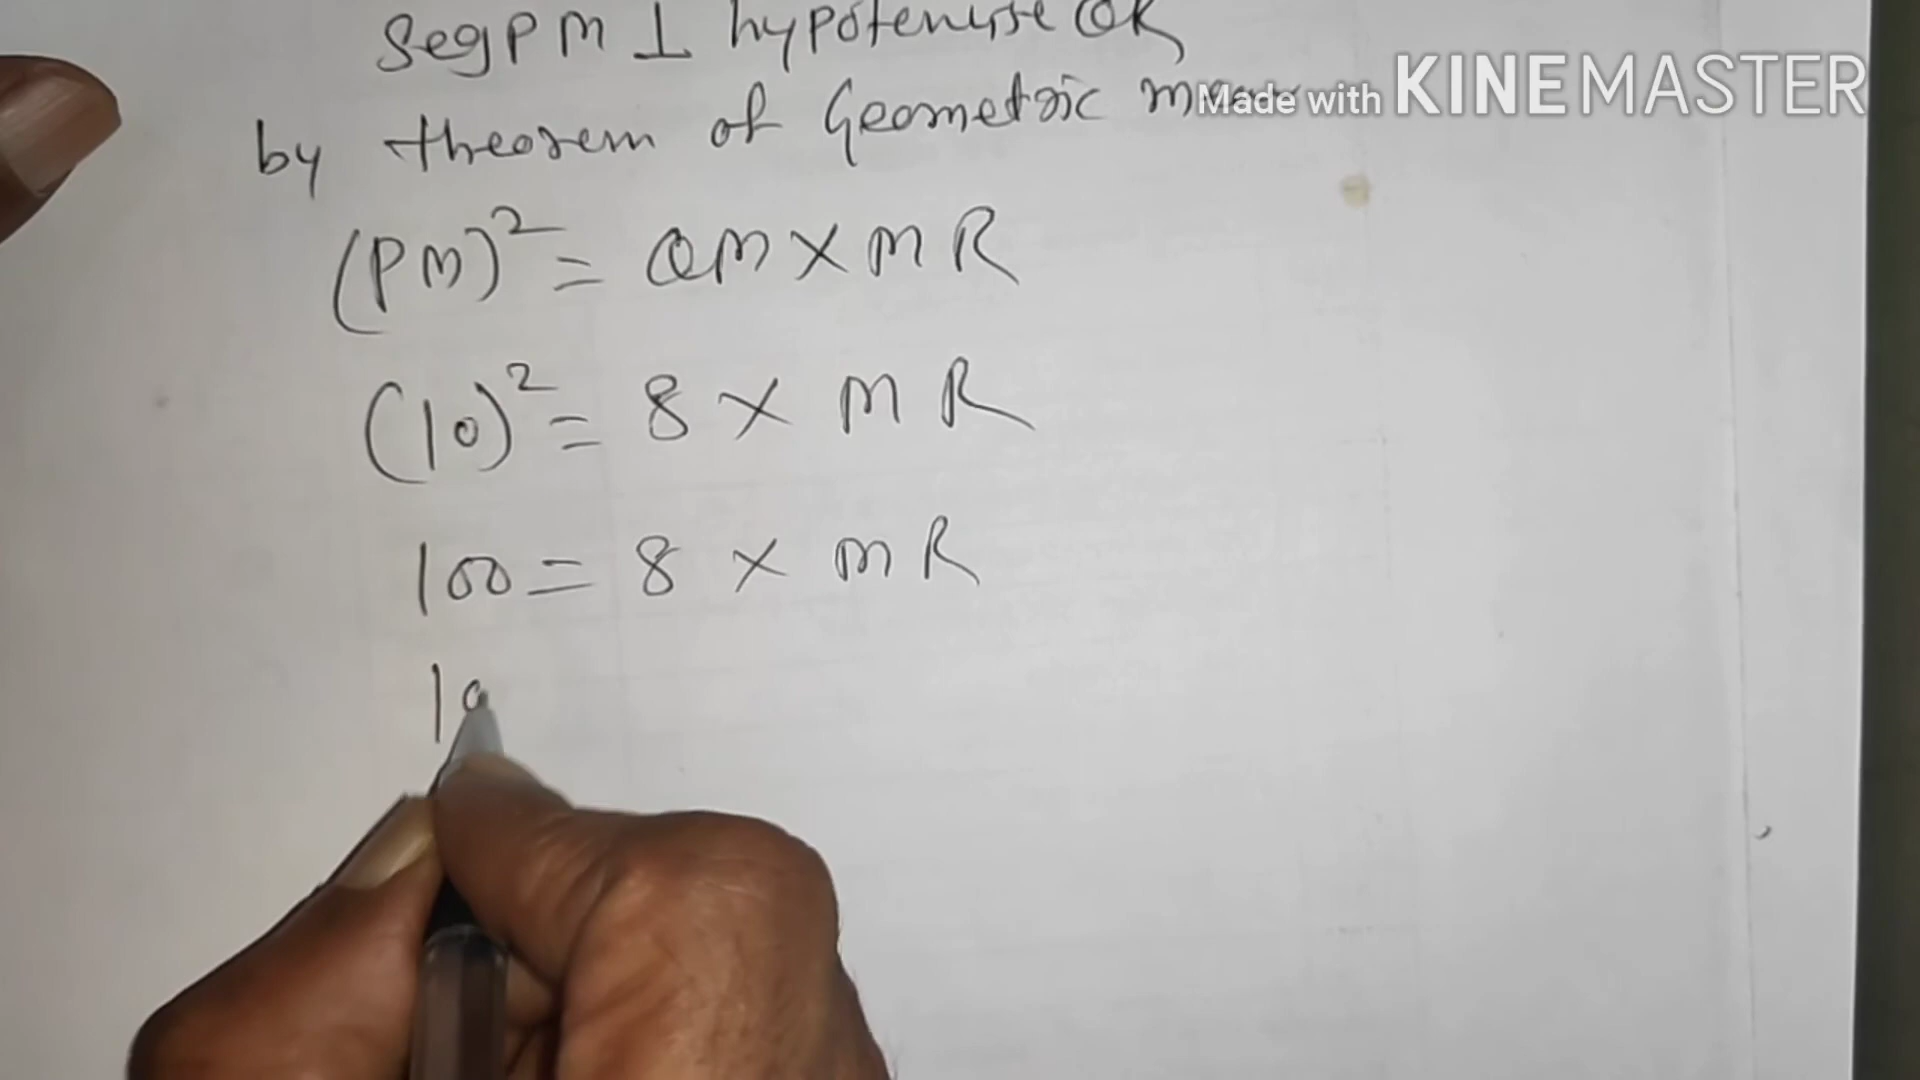 Seg PM ⊥ hypotenuse QR
Made with KINEMASTER
by theorem of Geometric mean
(PM)² = QM × MR
(10)² = 8 × MR
100 = 8 × MR
10